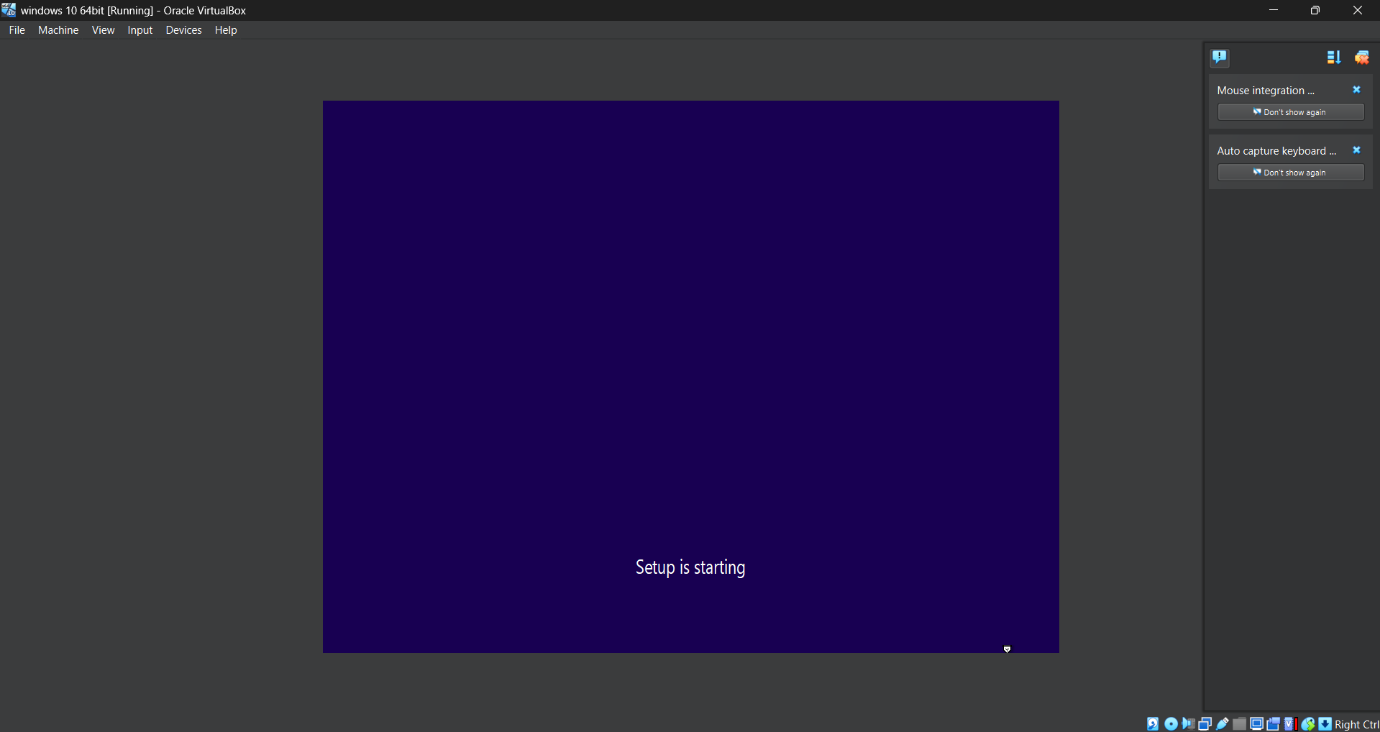 windows 10 64bit [Running] - Oracle VirtualBox
File Machine View Input Devices Help
Mouse integration ...
Don't show again
Auto capture keyboard ...
Don't show again
Setup is starting
Right Ctrl